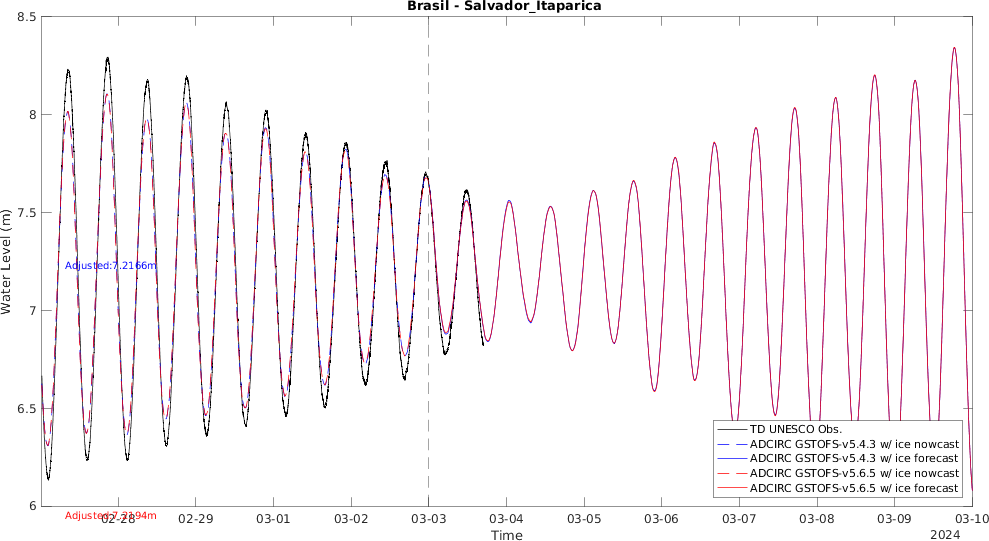 Brasil - Salvador_Itaparica
8.5
8
7.5
7
6.5
6
Water Level (m)
Adjusted:7.2166m
Adjusted:7.2194m
TD UNESCO Obs.
ADCIRC GSTOFS-v5.4.3 w/ ice nowcast
ADCIRC GSTOFS-v5.4.3 w/ ice forecast
ADCIRC GSTOFS-v5.6.5 w/ ice nowcast
ADCIRC GSTOFS-v5.6.5 w/ ice forecast
02-28 02-29 03-01 03-02 03-03 03-04 03-05 03-06 03-07 03-08 03-09 03-10
Time
2024